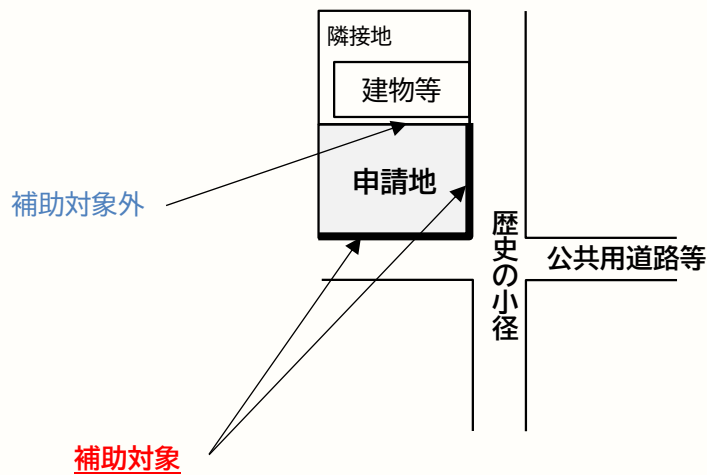 隣接地
建物等
申請地
補助対象外
歴史の小径
公共用道路等
補助対象